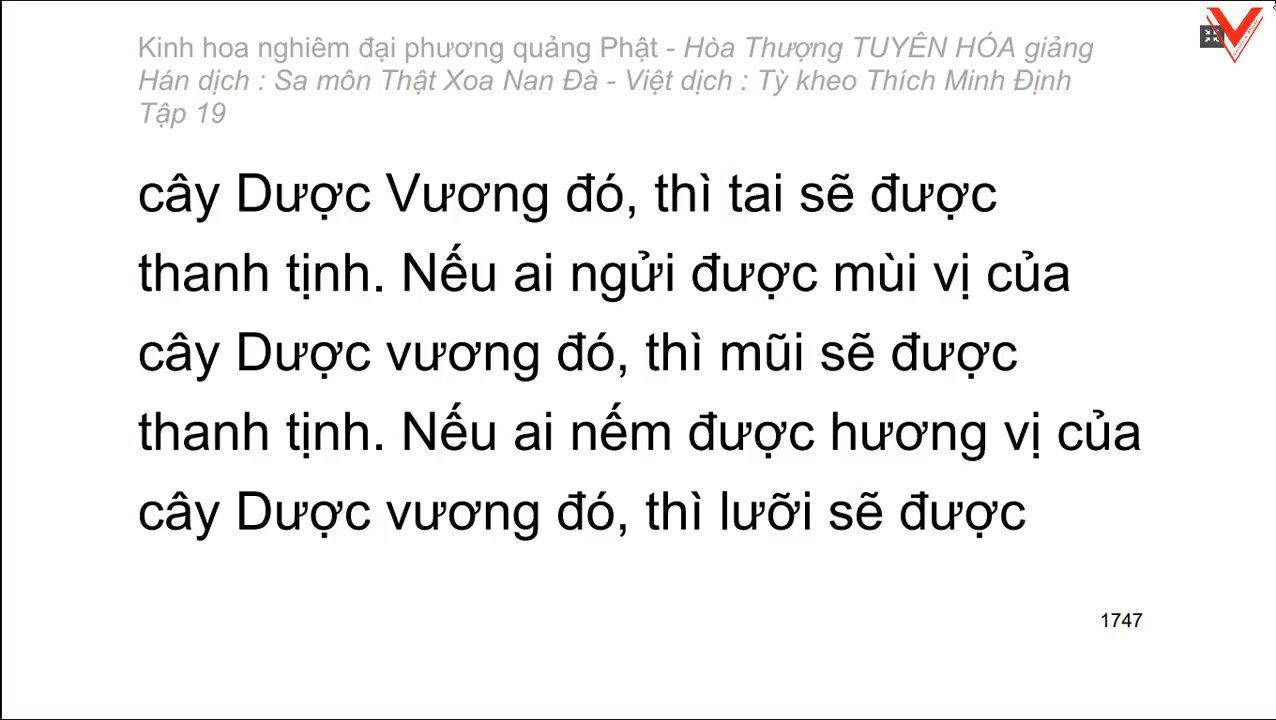 Kinh hoa nghiêm đại phương quảng Phật - Hòa Thượng TUYÊN HÓA giảng
Hán dịch : Sa môn Thật Xoa Nan Đà - Việt dịch : Tỳ kheo Thích Minh Định
Tập 19
cây Dược Vương đó, thì tai sẽ được
thanh tịnh. Nếu ai ngửi được mùi vị của
cây Dược vương đó, thì mũi sẽ được
thanh tịnh. Nếu ai nếm được hương vị của
cây Dược vương đó, thì lưỡi sẽ được
1747